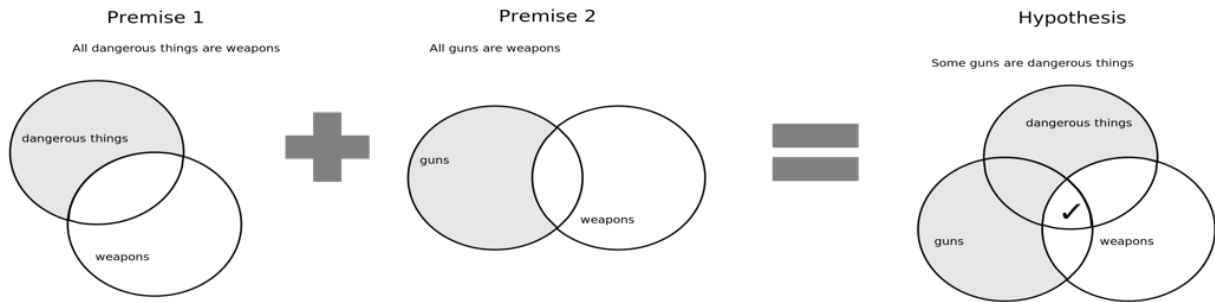 Premise 1
All dangerous things are weapons
dangerous things
weapons
Premise 2
All guns are weapons
guns
weapons
Hypothesis
Some guns are dangerous things
dangerous things
guns
weapons